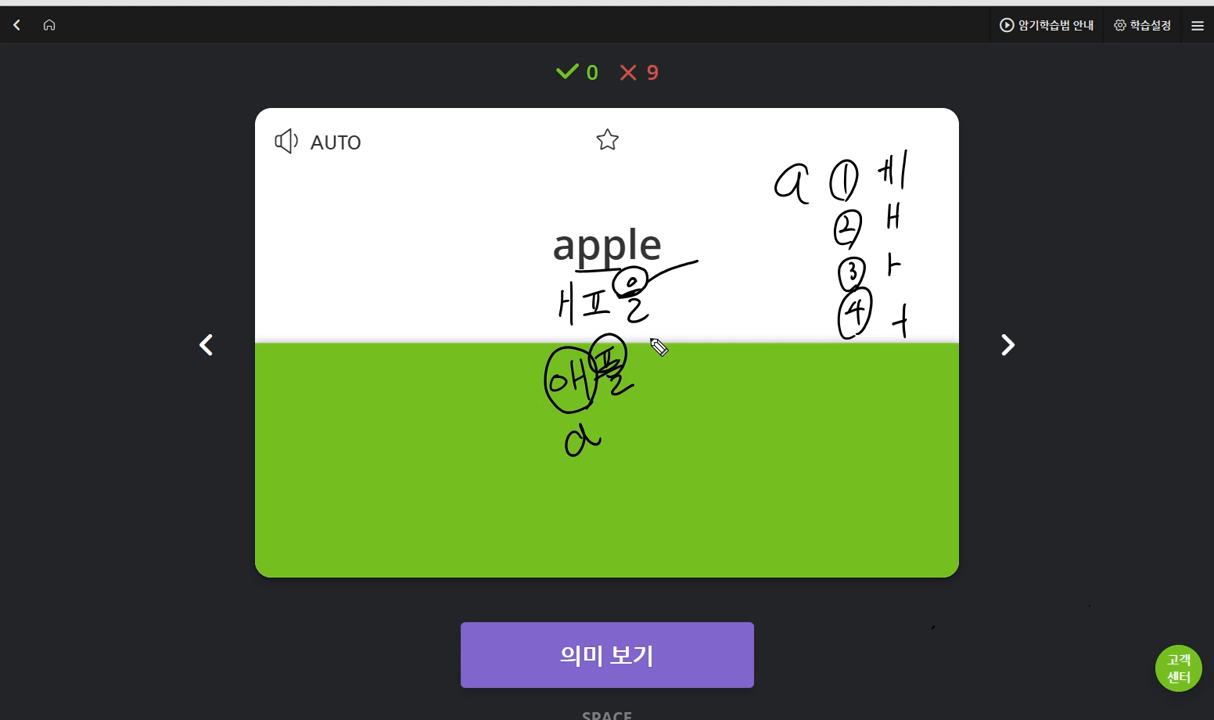 암기학습법 안내 학습설정
0 9
AUTO
a ① ㅔ
② ㅐ
③ ㅏ
④ ㅓ
apple
ㅐ ㅍ 을
애플
a
의미 보기
고객
센터
SPACE